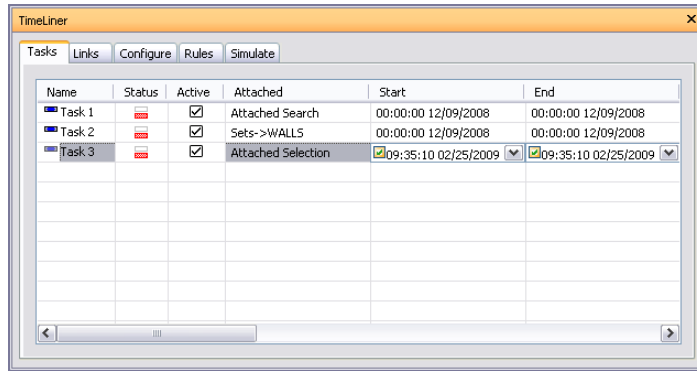 TimeLiner
Tasks Links Configure Rules Simulate
Name Status Active Attached Start End
Task 1 Attached Search 00:00:00 12/09/2008 00:00:00 12/09/2008
Task 2 Sets->WALLS 00:00:00 12/09/2008 00:00:00 12/09/2008
Task 3 Attached Selection 09:35:10 02/25/2009 09:35:10 02/25/2009